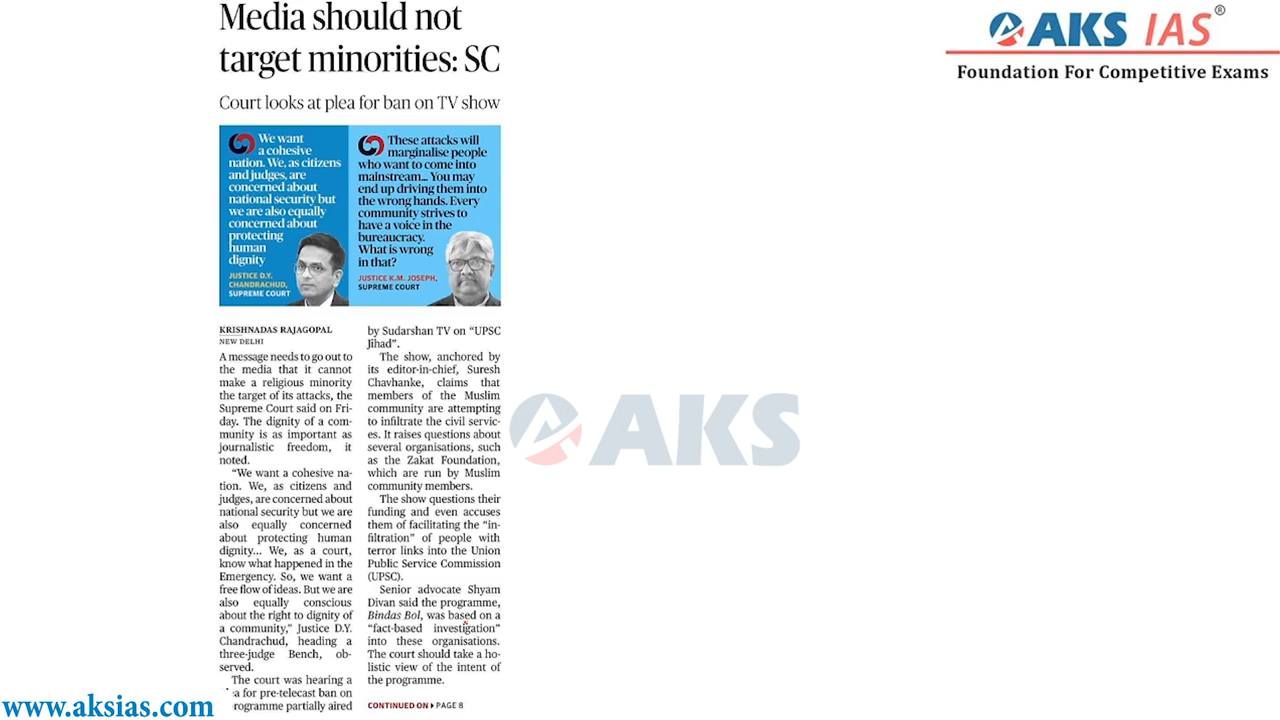 Media should not
target minorities: SC
Court looks at plea for ban on TV show
We want
a cohesive
nation. We, as citizens
and judges, are
concerned about
national security but
we are also equally
concerned about
protecting
human
dignity
JUSTICE D.Y.
CHANDRACHUD,
SUPREME COURT
These attacks will
marginalise people
who want to come into
mainstream... You may
end up driving them into
the wrong hands. Every
community strives to
have a voice in the
bureaucracy.
What is wrong
in that?
JUSTICE K.M. JOSEPH,
SUPREME COURT
KRISHNADAS RAJAGOPAL
NEW DELHI
A message needs to go out to
the media that it cannot
make a religious minority
the target of its attacks, the
Supreme Court said on Fri-
day. The dignity of a com-
munity is as important as
journalistic freedom, it
noted.
“We want a cohesive na-
tion. We, as citizens and
judges, are concerned about
national security but we are
also equally concerned
about protecting human
dignity... We, as a court,
know what happened in the
Emergency. So, we want a
free flow of ideas. But we are
also equally conscious
about the right to dignity of
a community,” Justice D.Y.
Chandrachud, heading a
three-judge Bench, ob-
served.
The court was hearing a
for pre-telecast ban on
partially aired
by Sudarshan TV on “UPSC
Jihad”.
The show, anchored by
its editor-in-chief, Suresh
Chavhanke, claims that
members of the Muslim
community are attempting
to infiltrate the civil servic-
es. It raises questions about
several organisations, such
as the Zakat Foundation,
which are run by Muslim
community members.
The show questions their
funding and even accuses
them of facilitating the “in-
filtration” of people with
terror links into the Union
Public Service Commission
(UPSC).
Senior advocate Shyam
Divan said the programme,
Bindas Bol, was based on a
“fact-based investigation”
into these organisations.
The court should take a ho-
listic view of the intent of
the programme.
CONTINUED ON PAGE 8
AKS IAS®
Foundation For Competitive Exams
AKS
www.aksias.com